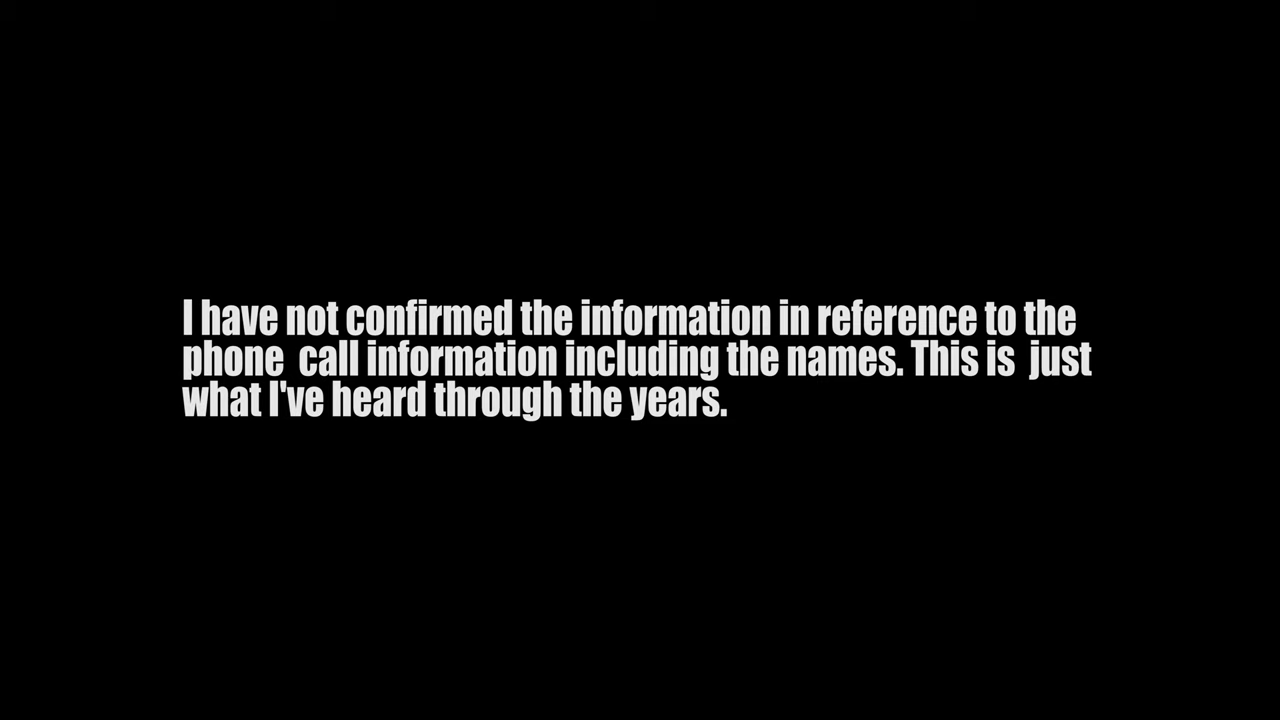 I have not confirmed the information in reference to the
phone  call information including the names. This is  just
what I've heard through the years.